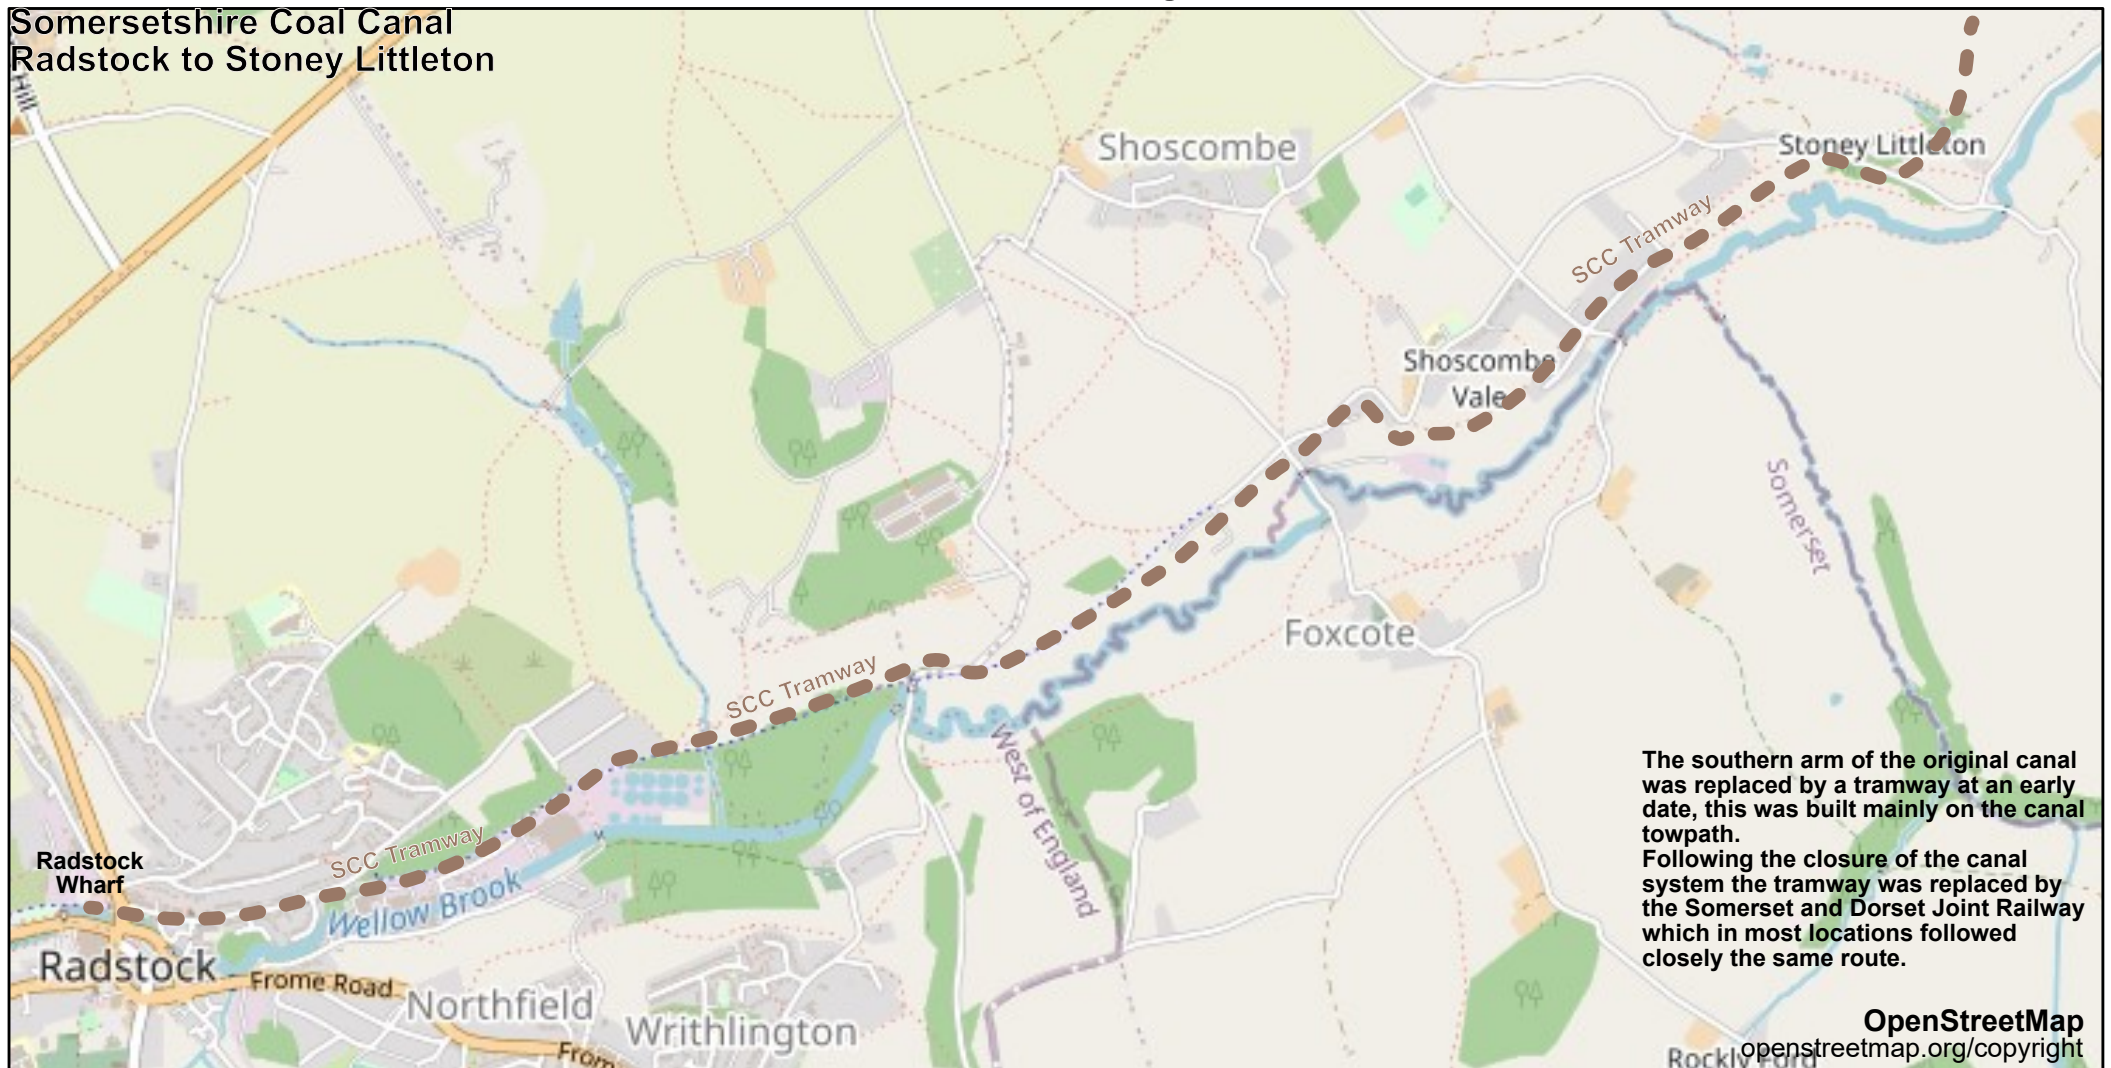 Somersetshire Coal Canal
Radstock to Stoney Littleton
Hill
Shoscombe
Stoney Littleton
SCC Tramway
Shoscombe
Vale
Somerset
Foxcote
SCC Tramway
West of England
SCC Tramway
Radstock
Wharf
Wellow Brook
Radstock
Frome Road
Northfield
Writhlington
From
The southern arm of the original canal
was replaced by a tramway at an early
date, this was built mainly on the canal
towpath.
Following the closure of the canal
system the tramway was replaced by
the Somerset and Dorset Joint Railway
which in most locations followed
closely the same route.
OpenStreetMap
openstreetmap.org/copyright
Rockly Ford